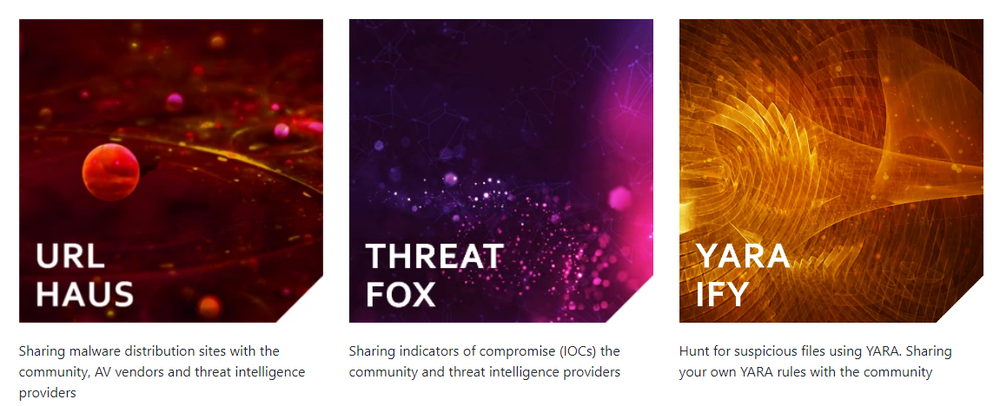 URL
HAUS
Sharing malware distribution sites with the
community, AV vendors and threat intelligence
providers
THREAT
FOX
Sharing indicators of compromise (IOCs) the
community and threat intelligence providers
YARA
IFY
Hunt for suspicious files using YARA. Sharing
your own YARA rules with the community